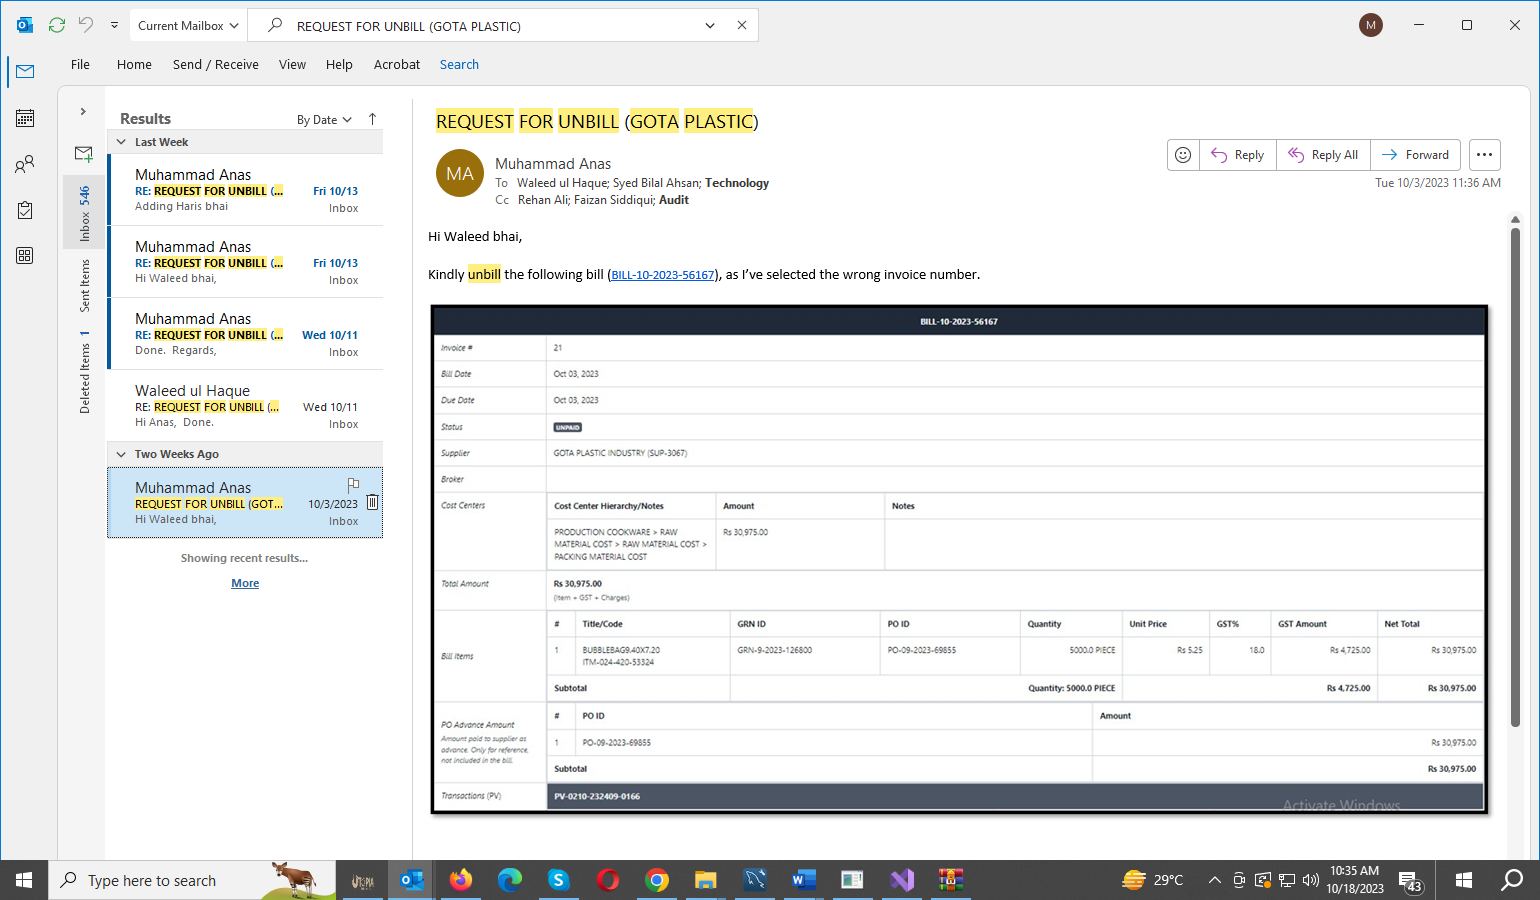 Current Mailbox
REQUEST FOR UNBILL (GOTA PLASTIC)
M
File Home Send / Receive View Help Acrobat Search
Results
By Date
Inbox 546
Sent Items
Deleted Items 1
Last Week
Muhammad Anas
RE: REQUEST FOR UNBILL (... Fri 10/13
Adding Haris bhai Inbox
Muhammad Anas
RE: REQUEST FOR UNBILL (... Fri 10/13
Hi Waleed bhai, Inbox
Muhammad Anas
RE: REQUEST FOR UNBILL (... Wed 10/11
Done. Regards, Inbox
Waleed ul Haque
RE: REQUEST FOR UNBILL (... Wed 10/11
Hi Anas, Done. Inbox
Two Weeks Ago
Muhammad Anas
REQUEST FOR UNBILL (GOT... 10/3/2023
Hi Waleed bhai, Inbox
Showing recent results...
More
REQUEST FOR UNBILL (GOTA PLASTIC)
MA
Muhammad Anas
To Waleed ul Haque; Syed Bilal Ahsan; Technology
Cc Rehan Ali; Faizan Siddiqui; Audit
Reply Reply All Forward
Tue 10/3/2023 11:36 AM
Hi Waleed bhai,
Kindly unbill the following bill (BILL-10-2023-56167), as I've selected the wrong invoice number.
BILL-10-2023-56167
Invoice # 21
Bill Date Oct 03, 2023
Due Date Oct 03, 2023
Status UNPAID
Supplier GOTA PLASTIC INDUSTRY (SUP-3067)
Broker
Cost Centers
Cost Center Hierarchy/Notes Amount Notes
PRODUCTION COOKWARE > RAW Rs 30,975.00
MATERIAL COST > RAW MATERIAL COST >
PACKING MATERIAL COST
Total Amount Rs 30,975.00
(Item + GST + Charges)
Bill Items
# Title/Code GRN ID PO ID Quantity Unit Price GST% GST Amount Net Total
1 BUBBLEBAG9.40X7.20 GRN-9-2023-126800 PO-09-2023-69855 5000.0 PIECE Rs 5.25 18.0 Rs 4,725.00 Rs 30,975.00
ITM-024-420-53324
Subtotal Quantity: 5000.0 PIECE Rs 4,725.00 Rs 30,975.00
PO Advance Amount
Amount paid to supplier as
advance. Only for reference,
not included in the bill.
# PO ID Amount
1 PO-09-2023-69855 Rs 30,975.00
Subtotal Rs 30,975.00
Transactions (PV) PV-0210-232409-0166
Activate Windows
Type here to search
UTOPIA
29°C
10:35 AM
10/18/2023
43